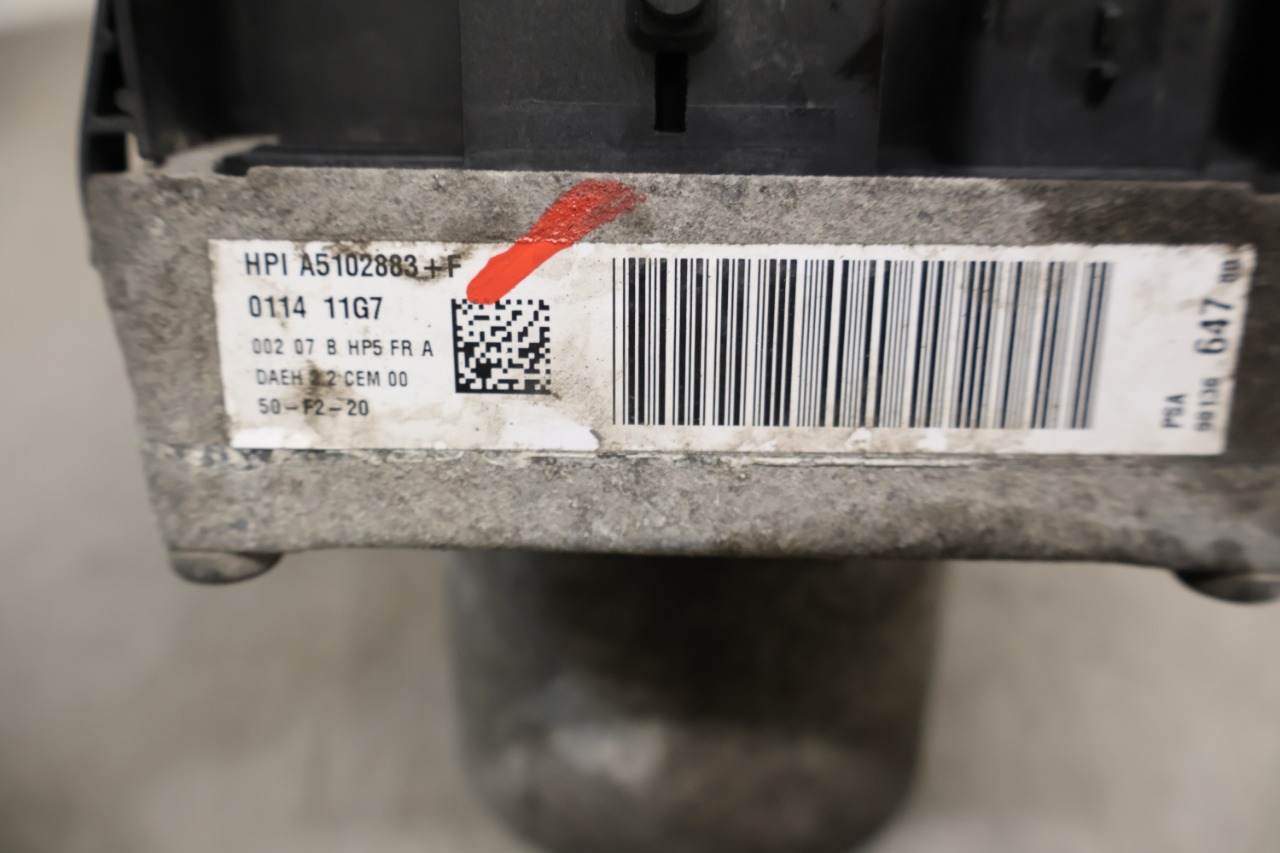 HPI A5102883+F
0114 11G7
002 07 B HP5 FR A
DAEH 2.2 CEM 00
50-F2-20
PSA
98136 647 80